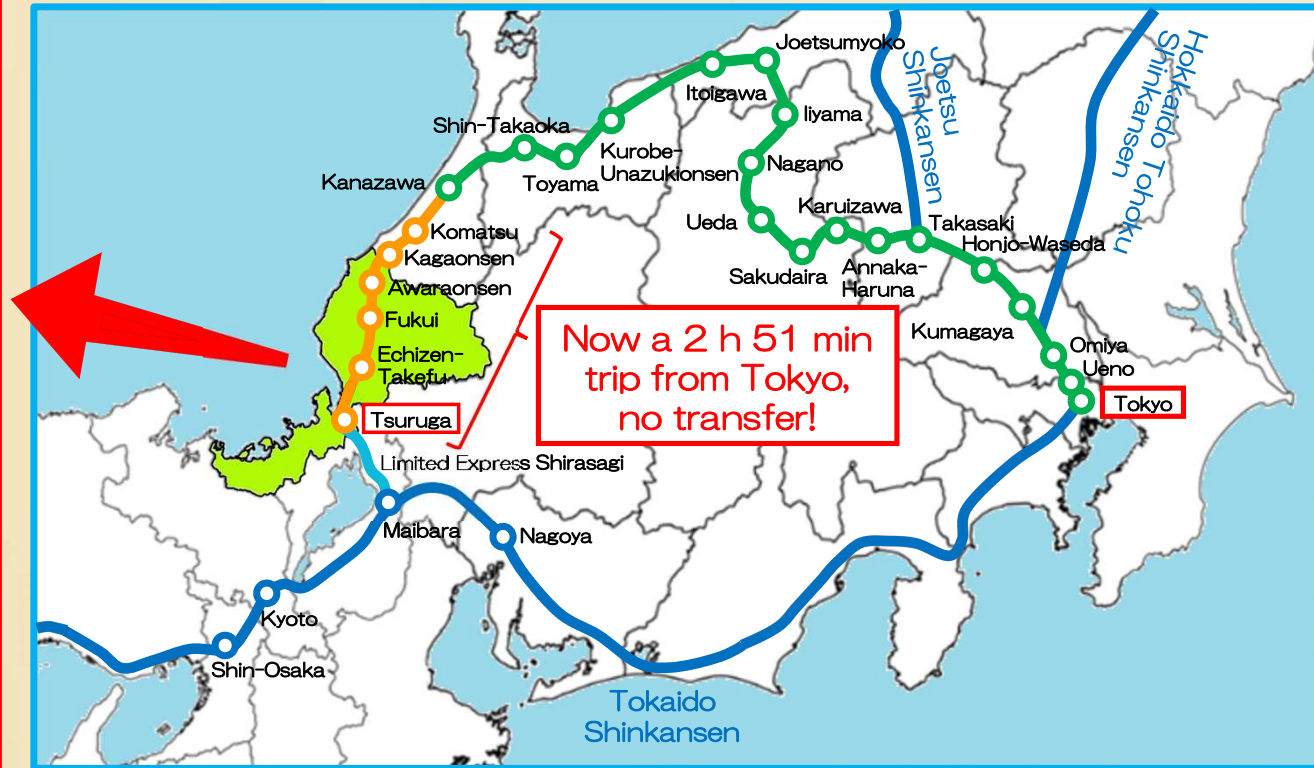 Joetsumyoko
Joetsu
Shinkansen
Hokkaido Tohoku
Shinkansen
Itoigawa
Iiyama
Shin-Takaoka
Kurobe-
Unazukionsen
Nagano
Kanazawa
Toyama
Karuizawa
Ueda
Takasaki
Komatsu
Honjo-Waseda
Kagaonsen
Sakudaira
Annaka-
Haruna
Awaraonsen
Fukui
Kumagaya
Now a 2 h 51 min
trip from Tokyo,
no transfer!
Omiya
Echizen-
Takefu
Ueno
Tokyo
Tsuruga
Limited Express Shirasagi
Maibara
Nagoya
Kyoto
Shin-Osaka
Tokaido
Shinkansen